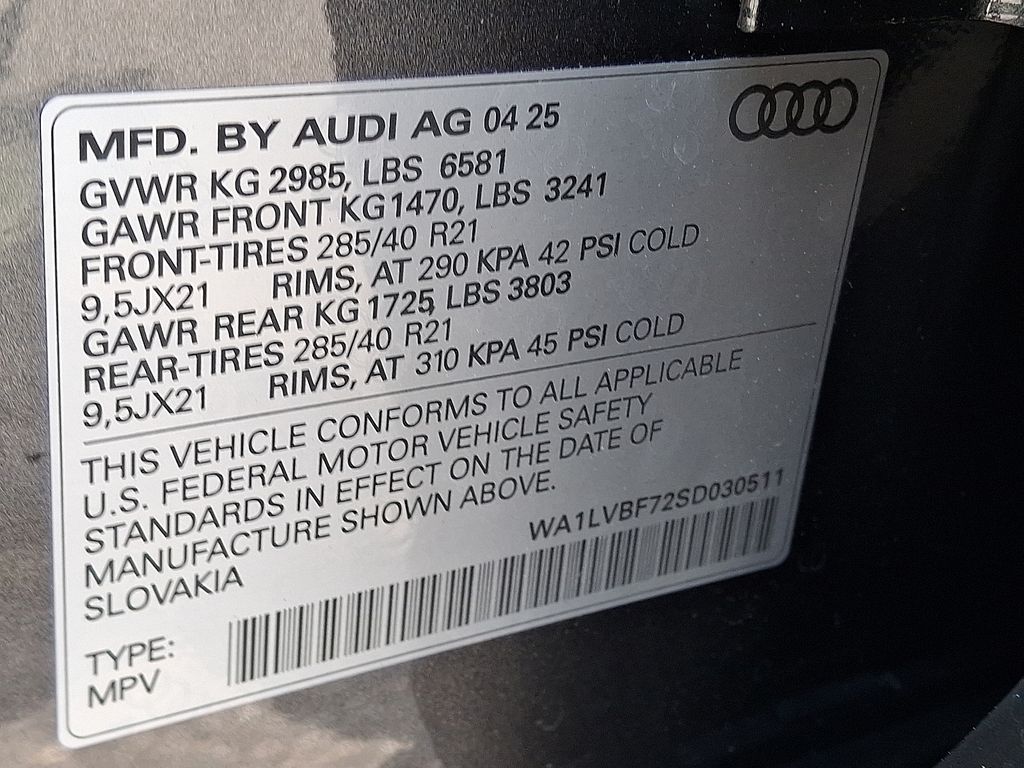 MFD. BY AUDI AG 04 25
GVWR KG 2985, LBS 6581
GAWR FRONT KG1470, LBS 3241
FRONT-TIRES 285/40 R21
9,5JX21 RIMS, AT 290 KPA 42 PSI COLD
GAWR REAR KG 1725, LBS 3803
REAR-TIRES 285/40 R21
9,5JX21 RIMS, AT 310 KPA 45 PSI COLD
THIS VEHICLE CONFORMS TO ALL APPLICABLE
U.S. FEDERAL MOTOR VEHICLE SAFETY
STANDARDS IN EFFECT ON THE DATE OF
MANUFACTURE SHOWN ABOVE.
SLOVAKIA
WA1LVBF72SD030511
TYPE:
MPV